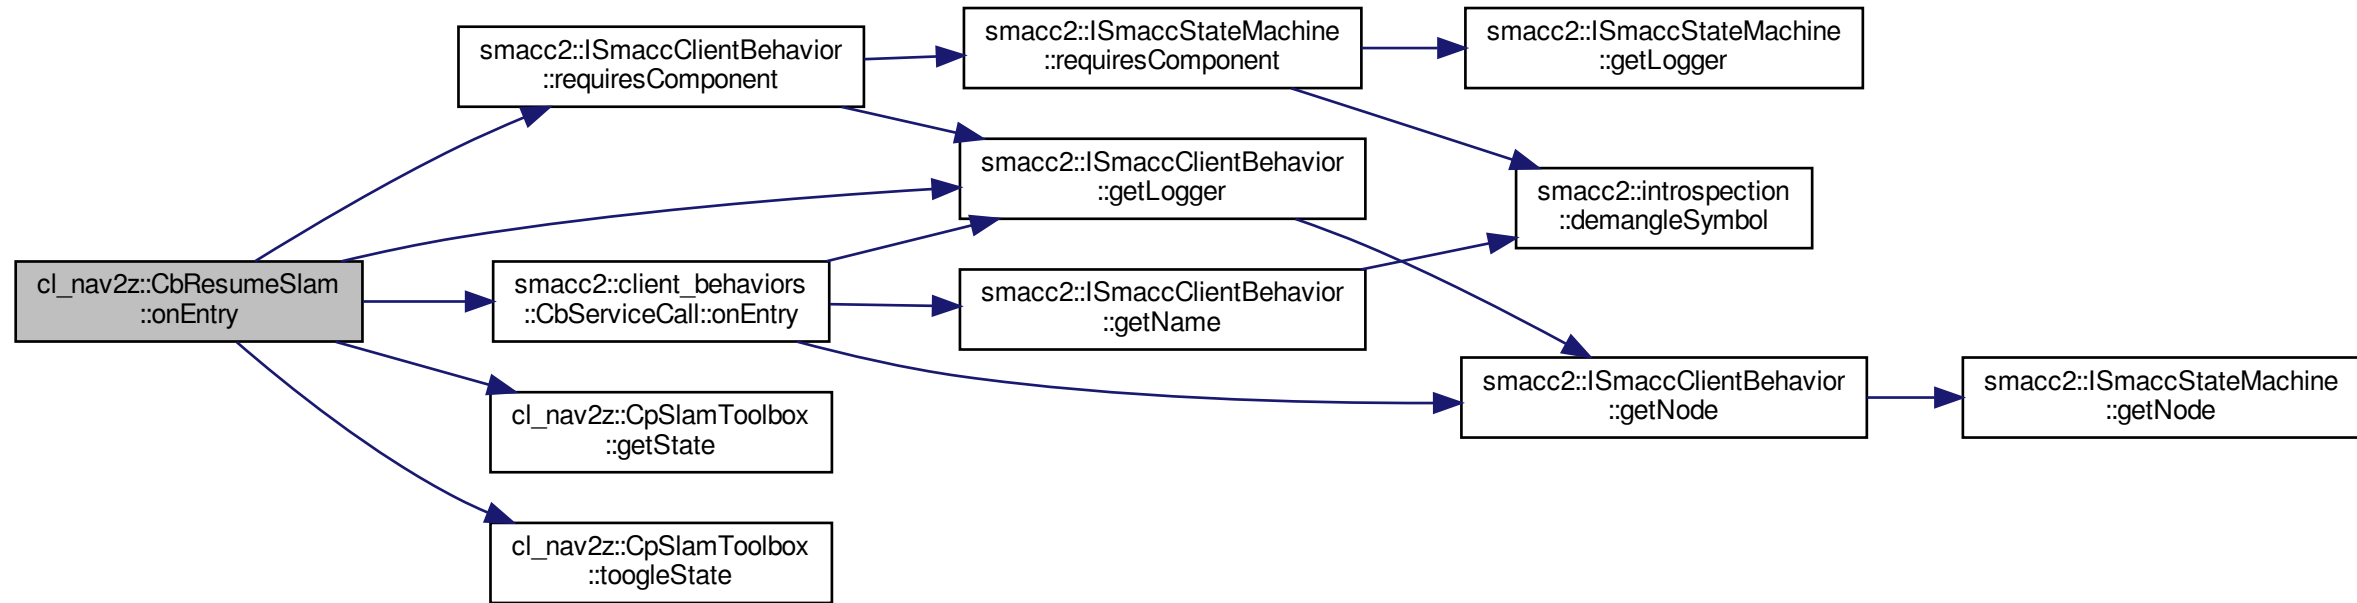 cl_nav2z::CbResumeSlam
::onEntry
smacc2::ISmaccClientBehavior
::requiresComponent
smacc2::client_behaviors
::CbServiceCall::onEntry
cl_nav2z::CpSlamToolbox
::getState
cl_nav2z::CpSlamToolbox
::toogleState
smacc2::ISmaccStateMachine
::requiresComponent
smacc2::ISmaccClientBehavior
::getLogger
smacc2::ISmaccClientBehavior
::getName
smacc2::ISmaccStateMachine
::getLogger
smacc2::introspection
::demangleSymbol
smacc2::ISmaccClientBehavior
::getNode
smacc2::ISmaccStateMachine
::getNode